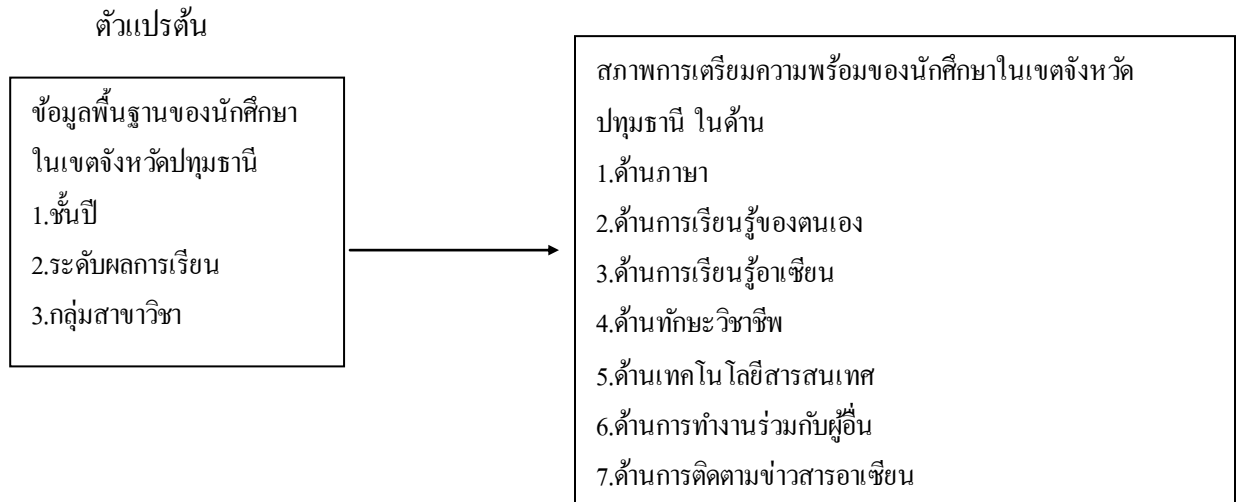 ตัวแปรต้น
ข้อมูลพื้นฐานของนักศึกษา
ในเขตจังหวัดปทุมธานี
1.ชั้นปี
2.ระดับผลการเรียน
3.กลุ่มสาขาวิชา
สภาพการเตรียมความพร้อมของนักศึกษาในเขตจังหวัด
ปทุมธานี ในด้าน
1.ด้านภาษา
2.ด้านการเรียนรู้ของตนเอง
3.ด้านการเรียนรู้อาเซียน
4.ด้านทักษะวิชาชีพ
5.ด้านเทคโนโลยีสารสนเทศ
6.ด้านการทำงานร่วมกับผู้อื่น
7.ด้านการติดตามข่าวสารอาเซียน